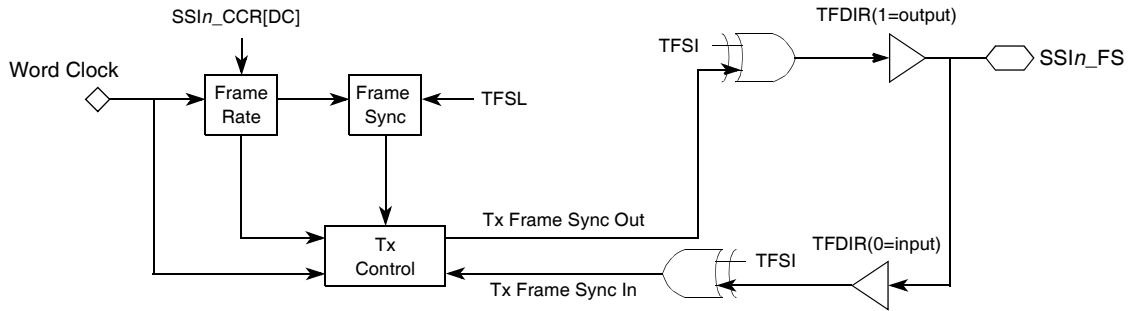 SSIn_CCR[DC]
TFDIR(1=output)
TFSI
SSIn_FS
Word Clock
Frame
Rate
Frame
Sync
TFSL
Tx Frame Sync Out
Tx
Control
TFDIR(0=input)
TFSI
Tx Frame Sync In